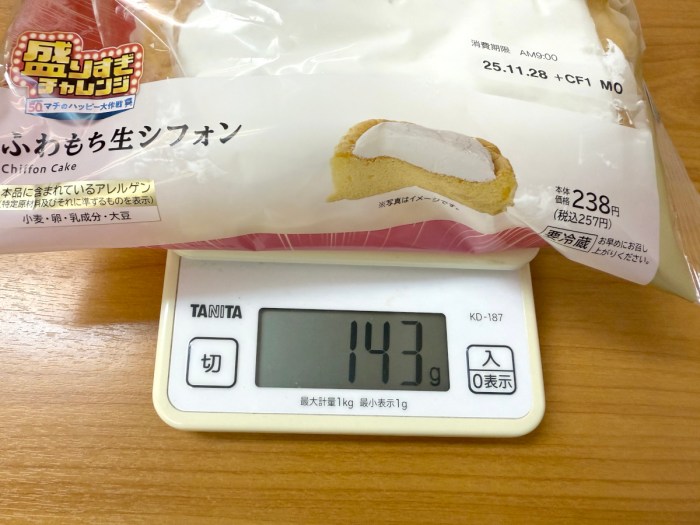 盛りすぎ
チャレンジ
50 マチのハッピー大作戦
ふわもち生シフォン
Chiffon Cake
本品に含まれているアレルゲン
(特定原材料及びそれに準ずるものを表示)
小麦・卵・乳成分・大豆
消費期限 AM9:00
25.11.28 +CF1 MO
※写真はイメージです。
本体
価格 238円
(税込257円)
要冷蔵 お早めにお召し
上がりください。
TANITA
KD-187
切
143g
入
0表示
最大計量1kg 最小表示1g